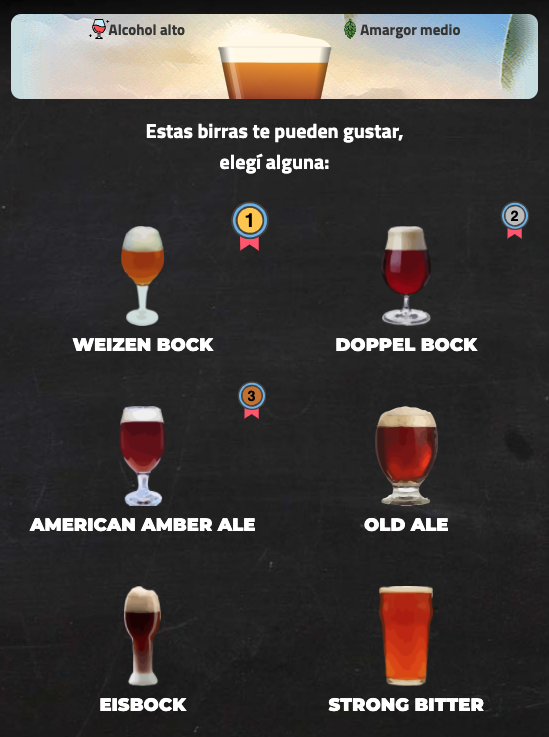 Alcohol alto
Amargor medio
Estas birras te pueden gustar,
elegí alguna:
1
2
WEIZEN BOCK
DOPPEL BOCK
3
AMERICAN AMBER ALE
OLD ALE
EISBOCK
STRONG BITTER